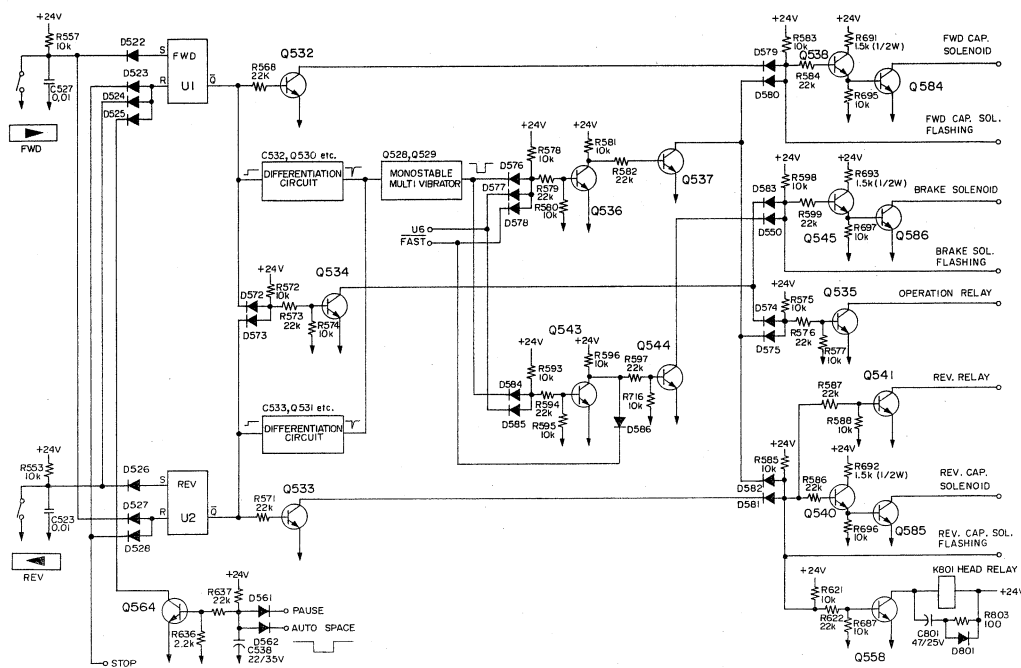 +24V
R557
10k
C527
0.01
FWD
D522
D523
D524
D525
S
FWD
R
U1
Q̄
R568
22K
Q532
C532, Q530 etc.
DIFFERENTIATION
CIRCUIT
Q528, Q529
MONOSTABLE
MULTI VIBRATOR
U6
FAST
+24V
R578
10k
D576
D577
D578
R579
22k
R580
10k
+24V
R581
10k
Q536
R582
22k
Q537
+24V
R583
10k
D579
D580
Q538
R584
22k
+24V
R691
1.5k (1/2W)
R695
10k
Q584
FWD CAP.
SOLENOID
FWD CAP. SOL.
FLASHING
+24V
R598
10k
D583
D550
R599
22k
Q545
+24V
R693
1.5k (1/2W)
R697
10k
Q586
BRAKE SOLENOID
BRAKE SOL.
FLASHING
+24V
R572
10k
D572
D573
R573
22k
R574
10k
Q534
+24V
R575
10k
D574
D575
R576
22k
R577
10k
Q535
OPERATION RELAY
+24V
R593
10k
D584
D585
R594
22k
R595
10k
Q543
+24V
R596
10k
R597
22k
R716
10k
D586
Q544
C533, Q531 etc.
DIFFERENTIATION
CIRCUIT
R587
22k
R588
10k
Q541
REV. RELAY
+24V
R553
10k
C523
0.01
REV
D526
D527
D528
S
REV
R
U2
Q̄
R571
22k
Q533
+24V
R585
10k
D582
D581
R586
22k
Q540
+24V
R692
1.5k (1/2W)
R696
10k
Q585
REV. CAP.
SOLENOID
REV. CAP. SOL.
FLASHING
Q564
R637
22k
R636
2.2k
+24V
D561
D562
C538
22/35V
PAUSE
AUTO SPACE
STOP
+24V
R621
10k
R622
22k
R687
10k
Q558
K801 HEAD RELAY
+24V
C801
47/25V
R803
100
D801